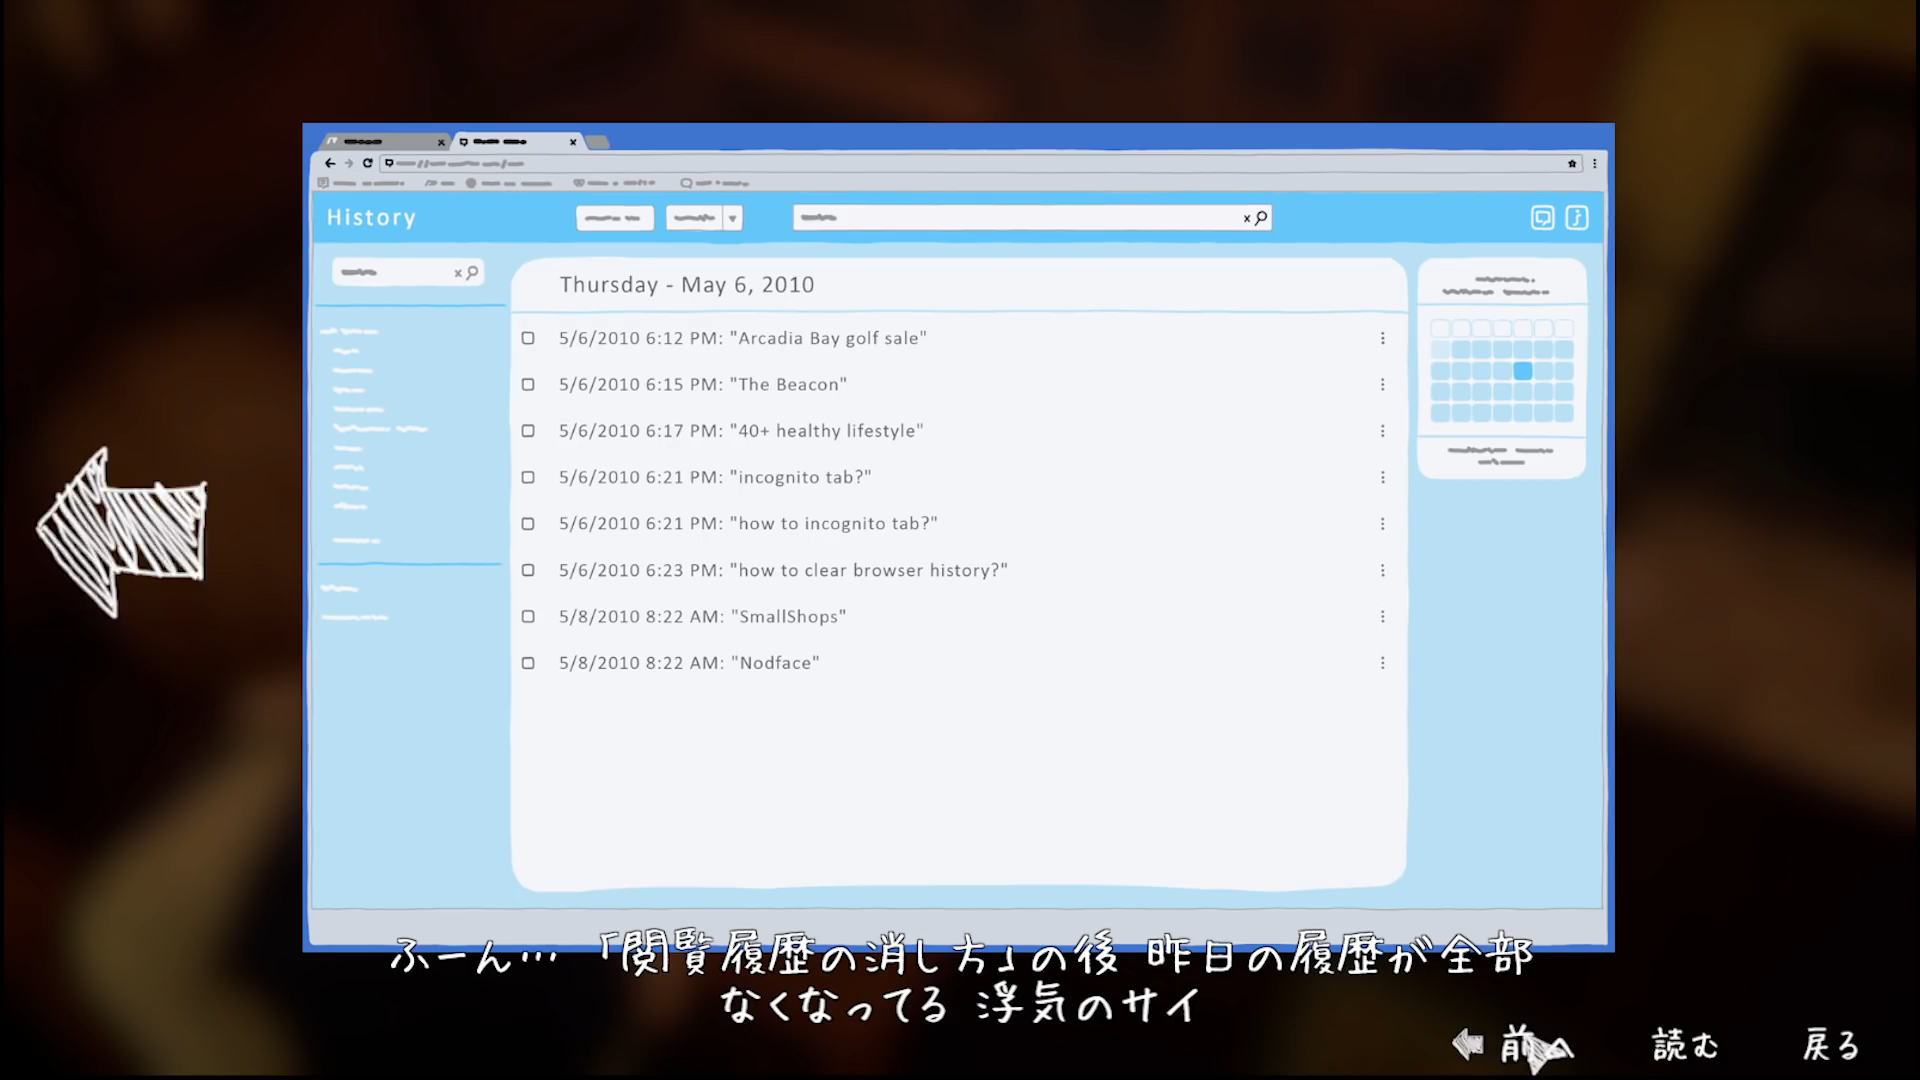 History
Thursday - May 6, 2010
5/6/2010 6:12 PM: "Arcadia Bay golf sale"
5/6/2010 6:15 PM: "The Beacon"
5/6/2010 6:17 PM: "40+ healthy lifestyle"
5/6/2010 6:21 PM: "incognito tab?"
5/6/2010 6:21 PM: "how to incognito tab?"
5/6/2010 6:23 PM: "how to clear browser history?"
5/8/2010 8:22 AM: "SmallShops"
5/8/2010 8:22 AM: "Nodface"
ふーん…「閲覧履歴の消し方」の後 昨日の履歴が全部
なくなってる 浮気のサイ
前へ 読む 戻る